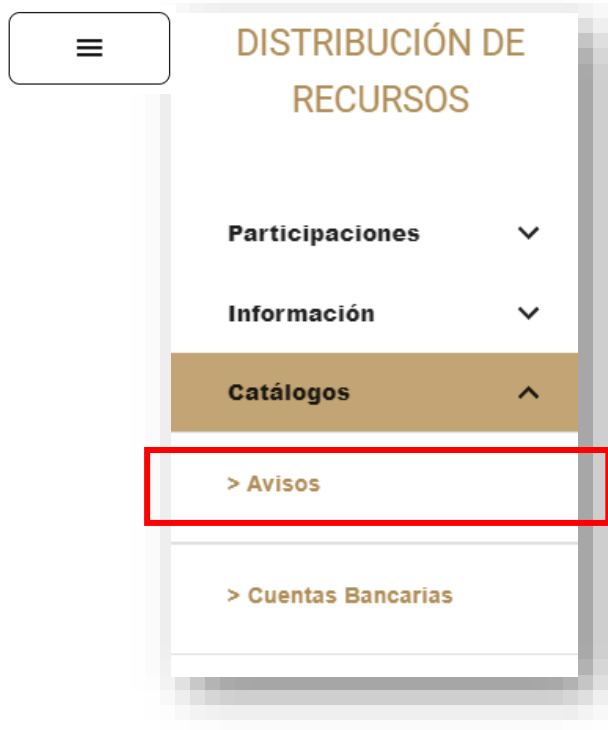 DISTRIBUCIÓN DE
RECURSOS
Participaciones
Información
Catálogos
> Avisos
> Cuentas Bancarias